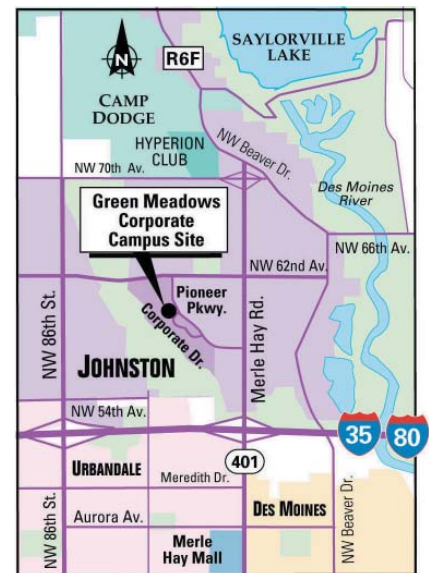 SAYLORVILLE
LAKE
R6F
N
CAMP
DODGE
HYPERION
CLUB
NW Beaver Dr.
NW 70th Av.
Des Moines
River
Green Meadows
Corporate
Campus Site
NW 66th Av.
NW 62nd Av.
Pioneer
Pkwy.
NW 86th St.
Corporate Dr.
Merle Hay Rd.
JOHNSTON
NW 54th Av.
35
80
401
URBANDALE
Meredith Dr.
DES MOINES
NW 86th St.
Aurora Av.
NW Beaver Dr.
Merle
Hay Mall